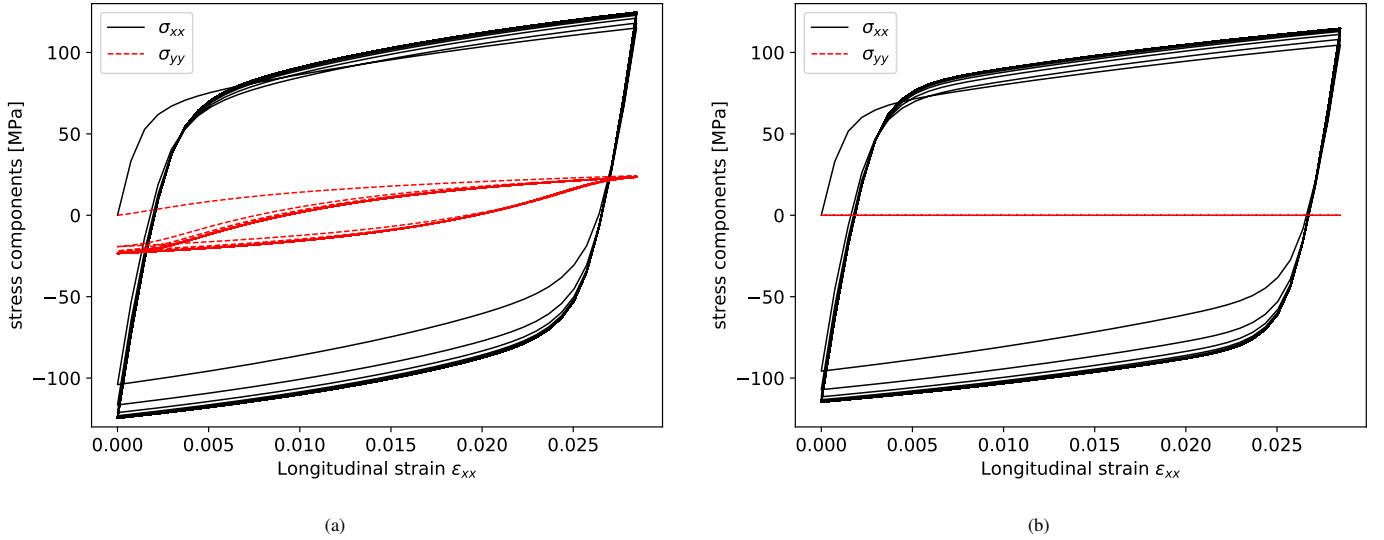 σxx
σyy
100
50
0
−50
−100
stress components [MPa]
0.000 0.005 0.010 0.015 0.020 0.025
Longitudinal strain εxx
(a)
σxx
σyy
100
50
0
−50
−100
stress components [MPa]
0.000 0.005 0.010 0.015 0.020 0.025
Longitudinal strain εxx
(b)